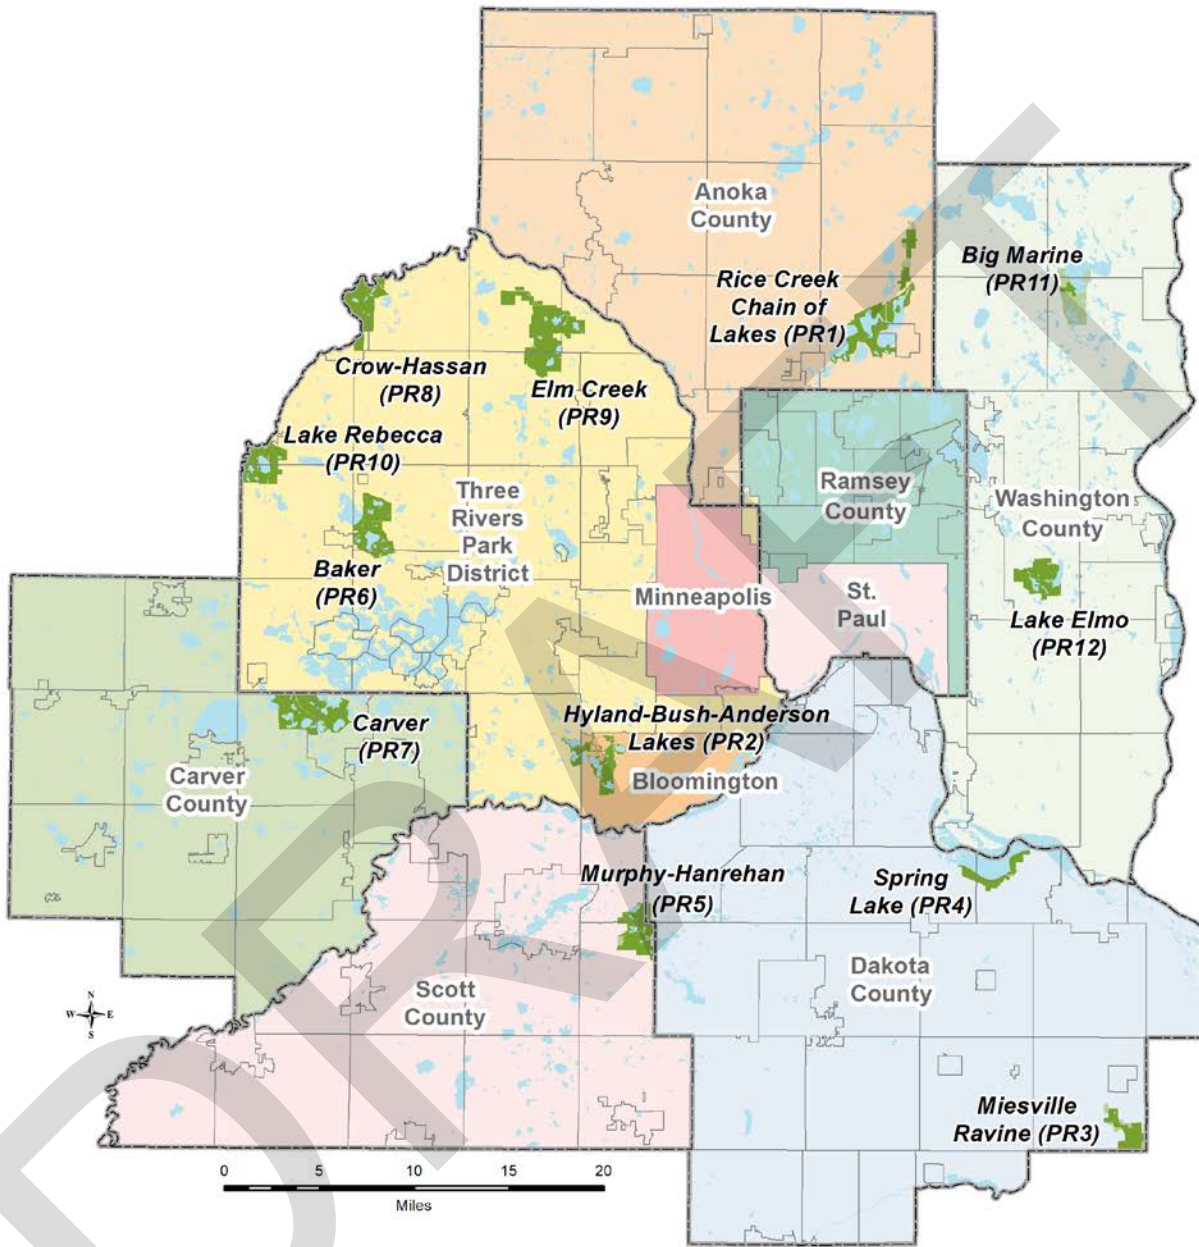 Anoka
County
Big Marine
(PR11)
Rice Creek
Chain of
Lakes (PR1)
Crow-Hassan
(PR8)
Elm Creek
(PR9)
Lake Rebecca
(PR10)
Three
Rivers
Park
District
Ramsey
County
Washington
County
Baker
(PR6)
Minneapolis
St.
Paul
Lake Elmo
(PR12)
Carver
(PR7)
Hyland-Bush-Anderson
Lakes (PR2)
Bloomington
Carver
County
Murphy-Hanrehan
(PR5)
Spring
Lake (PR4)
Dakota
County
Scott
County
N
W E
S
Miesville
Ravine (PR3)
0 5 10 15 20
Miles
DRAFT